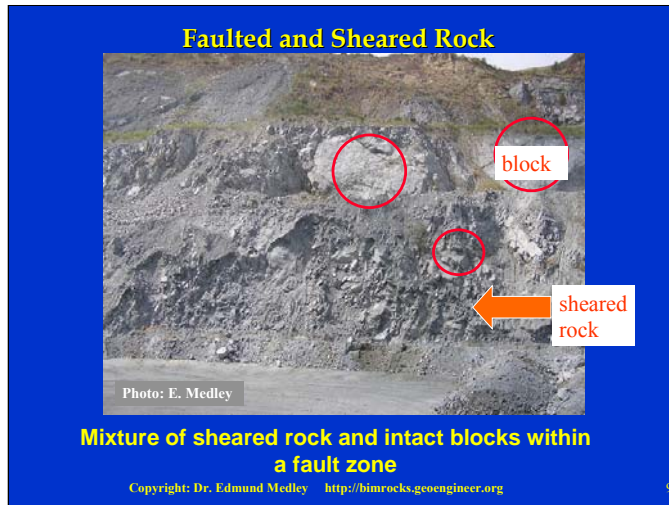 Faulted and Sheared Rock
block
sheared
rock
Photo: E. Medley
Mixture of sheared rock and intact blocks within
a fault zone
Copyright: Dr. Edmund Medley http://bimrocks.geoengineer.org